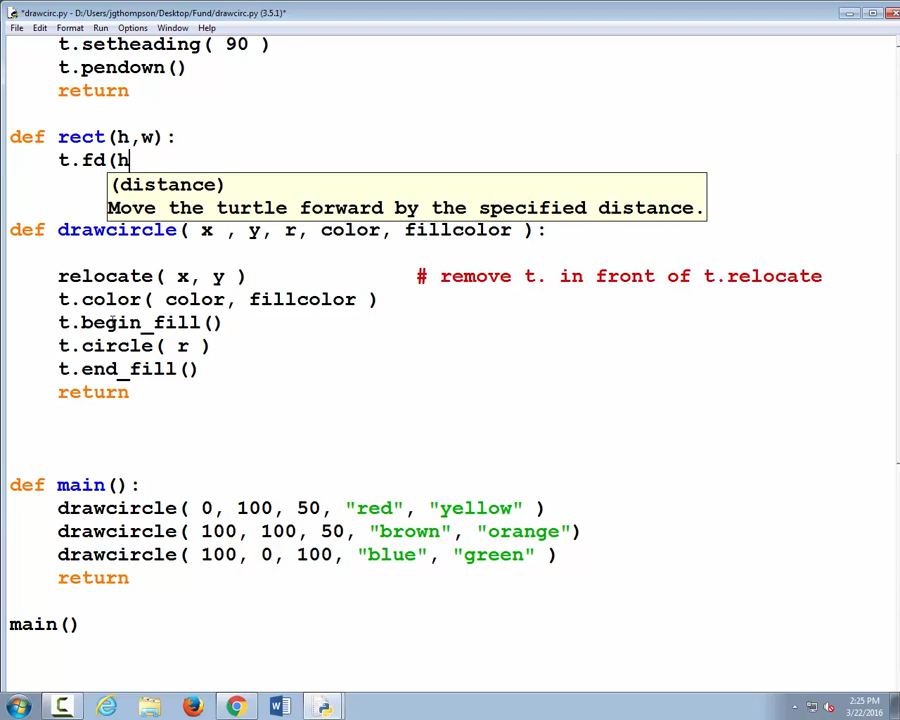 *drawcirc.py - D:/Users/jgthompson/Desktop/Fund/drawcirc.py (3.5.1)*
File Edit Format Run Options Window Help
t.setheading( 90 )
t.pendown()
return
def rect(h,w):
t.fd(h
(distance)
Move the turtle forward by the specified distance.
def drawcircle( x , y, r, color, fillcolor ):
relocate( x, y ) # remove t. in front of t.relocate
t.color( color, fillcolor )
t.begin_fill()
t.circle( r )
t.end_fill()
return
def main():
drawcircle( 0, 100, 50, "red", "yellow" )
drawcircle( 100, 100, 50, "brown", "orange")
drawcircle( 100, 0, 100, "blue", "green" )
return
main()
2:25 PM
3/22/2016